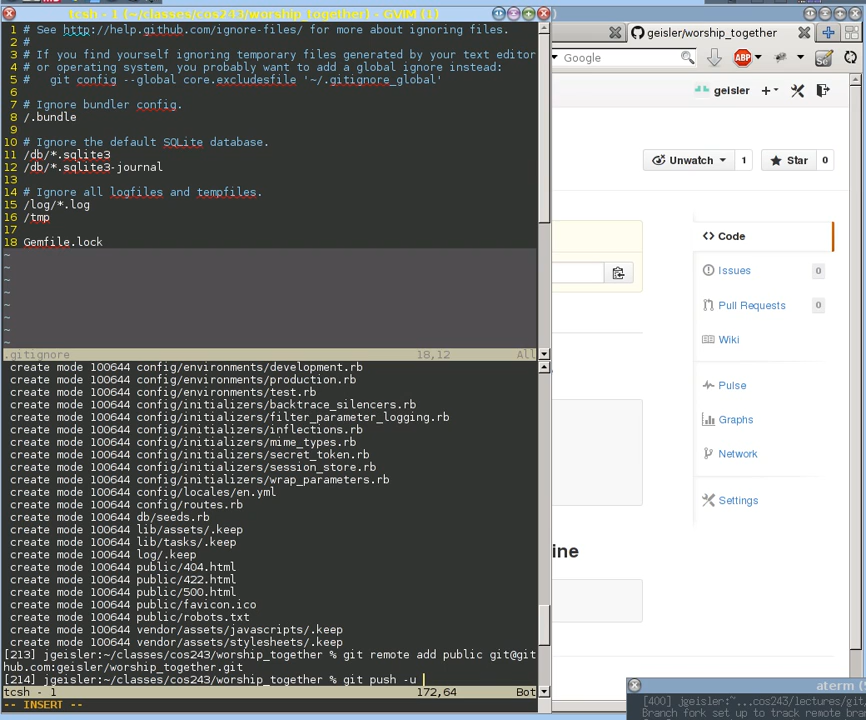 tcsh - 1 (~/classes/cos243/worship_together) - GVIM (1)
1 # See http://help.github.com/ignore-files/ for more about ignoring files.
2 #
3 # If you find yourself ignoring temporary files generated by your text editor
4 # or operating system, you probably want to add a global ignore instead:
5 #   git config --global core.excludesfile '~/.gitignore_global'
6
7 # Ignore bundler config.
8 /.bundle
9
10 # Ignore the default SQLite database.
11 /db/*.sqlite3
12 /db/*.sqlite3-journal
13
14 # Ignore all logfiles and tempfiles.
15 /log/*.log
16 /tmp
17
18 Gemfile.lock
~
~
~
~
~
~
~
~
.gitignore 18,12 All
create mode 100644 config/environments/development.rb
create mode 100644 config/environments/production.rb
create mode 100644 config/environments/test.rb
create mode 100644 config/initializers/backtrace_silencers.rb
create mode 100644 config/initializers/filter_parameter_logging.rb
create mode 100644 config/initializers/inflections.rb
create mode 100644 config/initializers/mime_types.rb
create mode 100644 config/initializers/secret_token.rb
create mode 100644 config/initializers/session_store.rb
create mode 100644 config/initializers/wrap_parameters.rb
create mode 100644 config/locales/en.yml
create mode 100644 config/routes.rb
create mode 100644 db/seeds.rb
create mode 100644 lib/assets/.keep
create mode 100644 lib/tasks/.keep
create mode 100644 log/.keep
create mode 100644 public/404.html
create mode 100644 public/422.html
create mode 100644 public/500.html
create mode 100644 public/favicon.ico
create mode 100644 public/robots.txt
create mode 100644 vendor/assets/javascripts/.keep
create mode 100644 vendor/assets/stylesheets/.keep
[213] jgeisler:~/classes/cos243/worship_together % git remote add public git@git
hub.com:geisler/worship_together.git
[214] jgeisler:~/classes/cos243/worship_together % git push -u
tcsh - 1 172,64 Bot
-- INSERT --
geisler/worship_together
Google
ABP
geisler
Unwatch 1 Star 0
Code
Issues 0
Pull Requests 0
Wiki
Pulse
Graphs
Network
Settings
ine
aterm (
[400] jgeisler:~...cos243/lectures/git
Branch fork set up to track remote bra